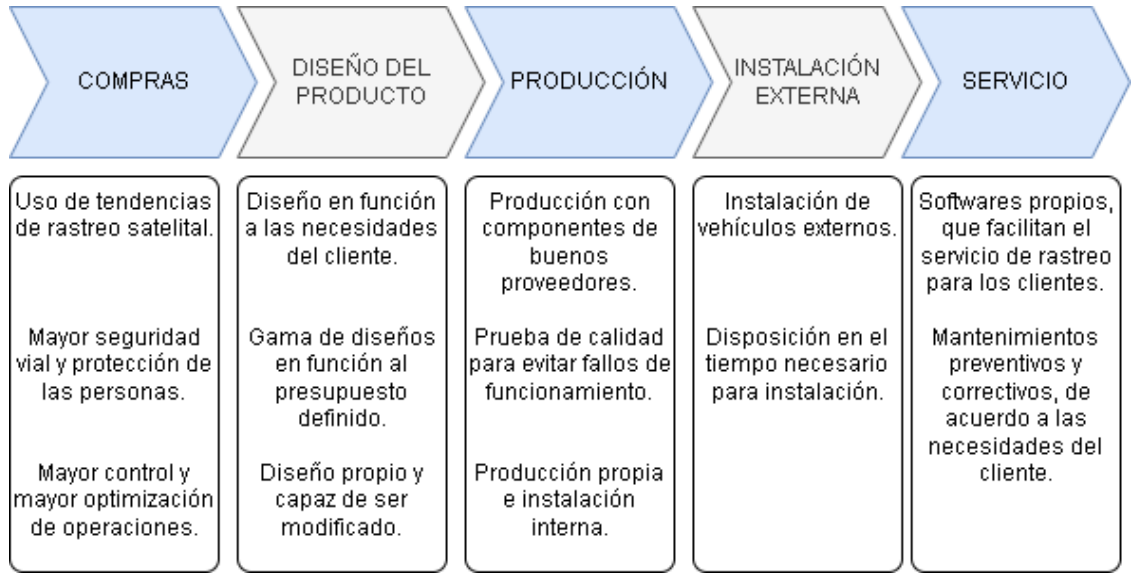 COMPRAS
DISEÑO DEL
PRODUCTO
PRODUCCIÓN
INSTALACIÓN
EXTERNA
SERVICIO
Uso de tendencias
de rastreo satelital.
Mayor seguridad
vial y protección de
las personas.
Mayor control y
mayor optimización
de operaciones.
Diseño en función
a las necesidades
del cliente.
Gama de diseños
en función al
presupuesto
definido.
Diseño propio y
capaz de ser
modificado.
Producción con
componentes de
buenos
proveedores.
Prueba de calidad
para evitar fallos de
funcionamiento.
Producción propia
e instalación
interna.
Instalación de
vehículos externos.
Disposición en el
tiempo necesario
para instalación.
Softwares propios,
que facilitan el
servicio de rastreo
para los clientes.
Mantenimientos
preventivos y
correctivos, de
acuerdo a las
necesidades del
cliente.